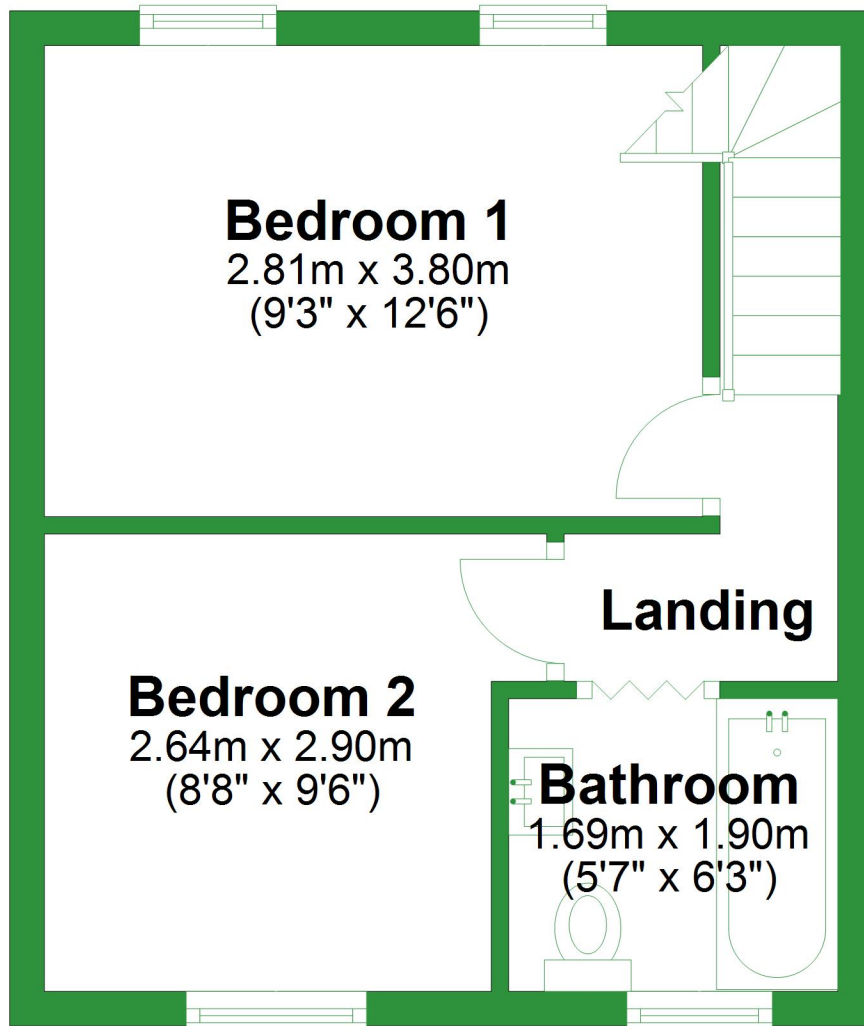 Bedroom 1
2.81m x 3.80m
(9'3" x 12'6")
Landing
Bedroom 2
2.64m x 2.90m
(8'8" x 9'6")
Bathroom
1.69m x 1.90m
(5'7" x 6'3")